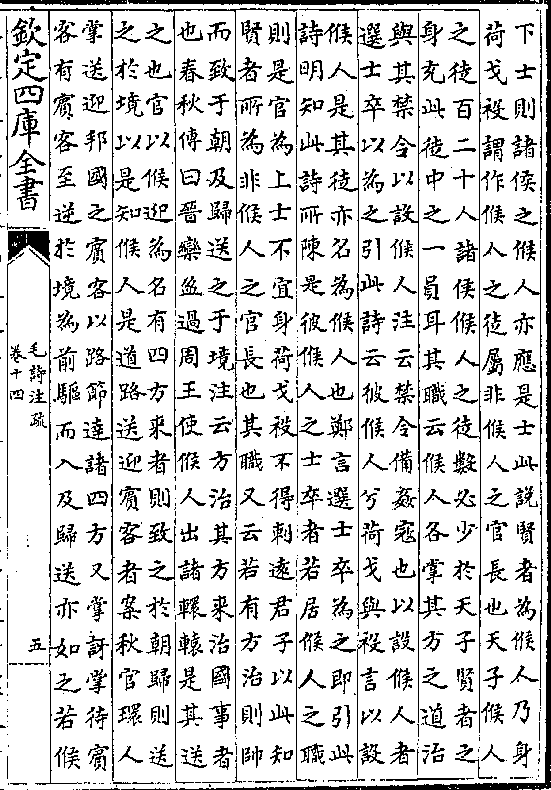 下士則諸侯之候人亦應是士此說賢者為候人乃身
荷戈祋謂作候人之徒屬非候人之官長也天子候人
之徒百二十人諸侯候人之徒數必少於天子賢者之
身充此徒中之一員耳其職云候人各掌其方之道治
與其禁令以設候人注云禁令備姦寇也以設候人者
選士卒以為之引此詩云彼候人兮荷戈與祋言以設
候人是其徒亦名為候人也鄭言選士卒為之即引此
詩明知此詩所陳是彼候人之士卒者若居候人之職
則是官為上士不宜身荷戈祋不得刺遠君子以此知
賢者所為非候人之官長也其職又云若有方治則帥
而致于朝及歸送之于境注云方治其方來治國事者
也春秋傳曰晉欒盈過周王使候人出諸轘轅是其送
之也官以候迎為名有四方來者則致之於朝歸則送
之於境以是知候人是道路送迎賓客者案秋官環人
掌送迎邦國之賓客以路節達諸四方又掌訝掌待賓
客有賓客至逆於境為前驅而入及歸送亦如之若候
欽定四庫全書
毛詩注疏
卷十四
五